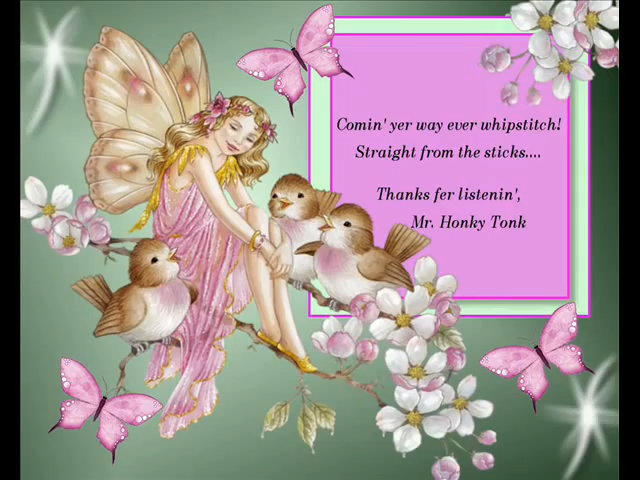 Comin' yer way ever whipstitch!
Straight from the sticks....
Thanks fer listenin',
Mr. Honky Tonk